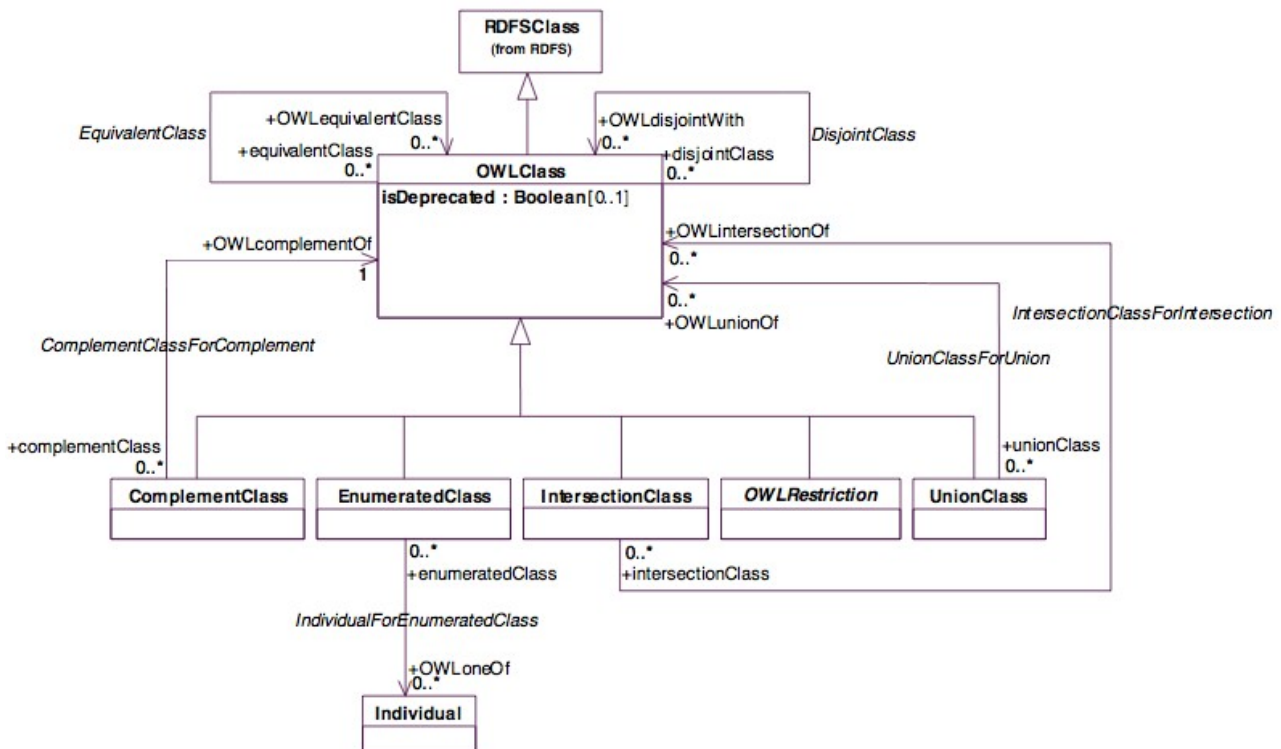 RDFSClass
(from RDFS)
EquivalentClass
+OWLequivalentClass
0..*
+equivalentClass
0..*
+OWLdisjointWith
0..*
+disjointClass
0..*
DisjointClass
OWLClass
isDeprecated : Boolean[0..1]
+OWLcomplementOf
1
+OWLintersectionOf
0..*
0..*
+OWLunionOf
IntersectionClassForIntersection
ComplementClassForComplement
UnionClassForUnion
+complementClass
0..*
+unionClass
0..*
ComplementClass
EnumeratedClass
IntersectionClass
OWLRestriction
UnionClass
0..*
+enumeratedClass
0..*
+intersectionClass
IndividualForEnumeratedClass
+OWLoneOf
0..*
Individual